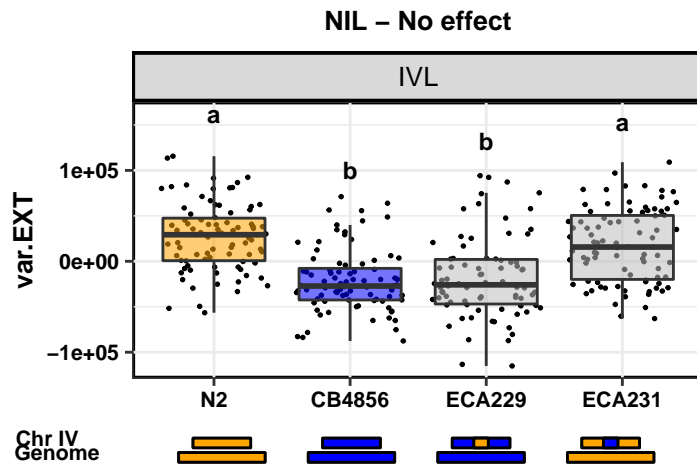 NIL − No effect
IVL
a
b
b
a
var.EXT
1e+05
0e+00
−1e+05
N2 CB4856 ECA229 ECA231
Chr IV
Genome